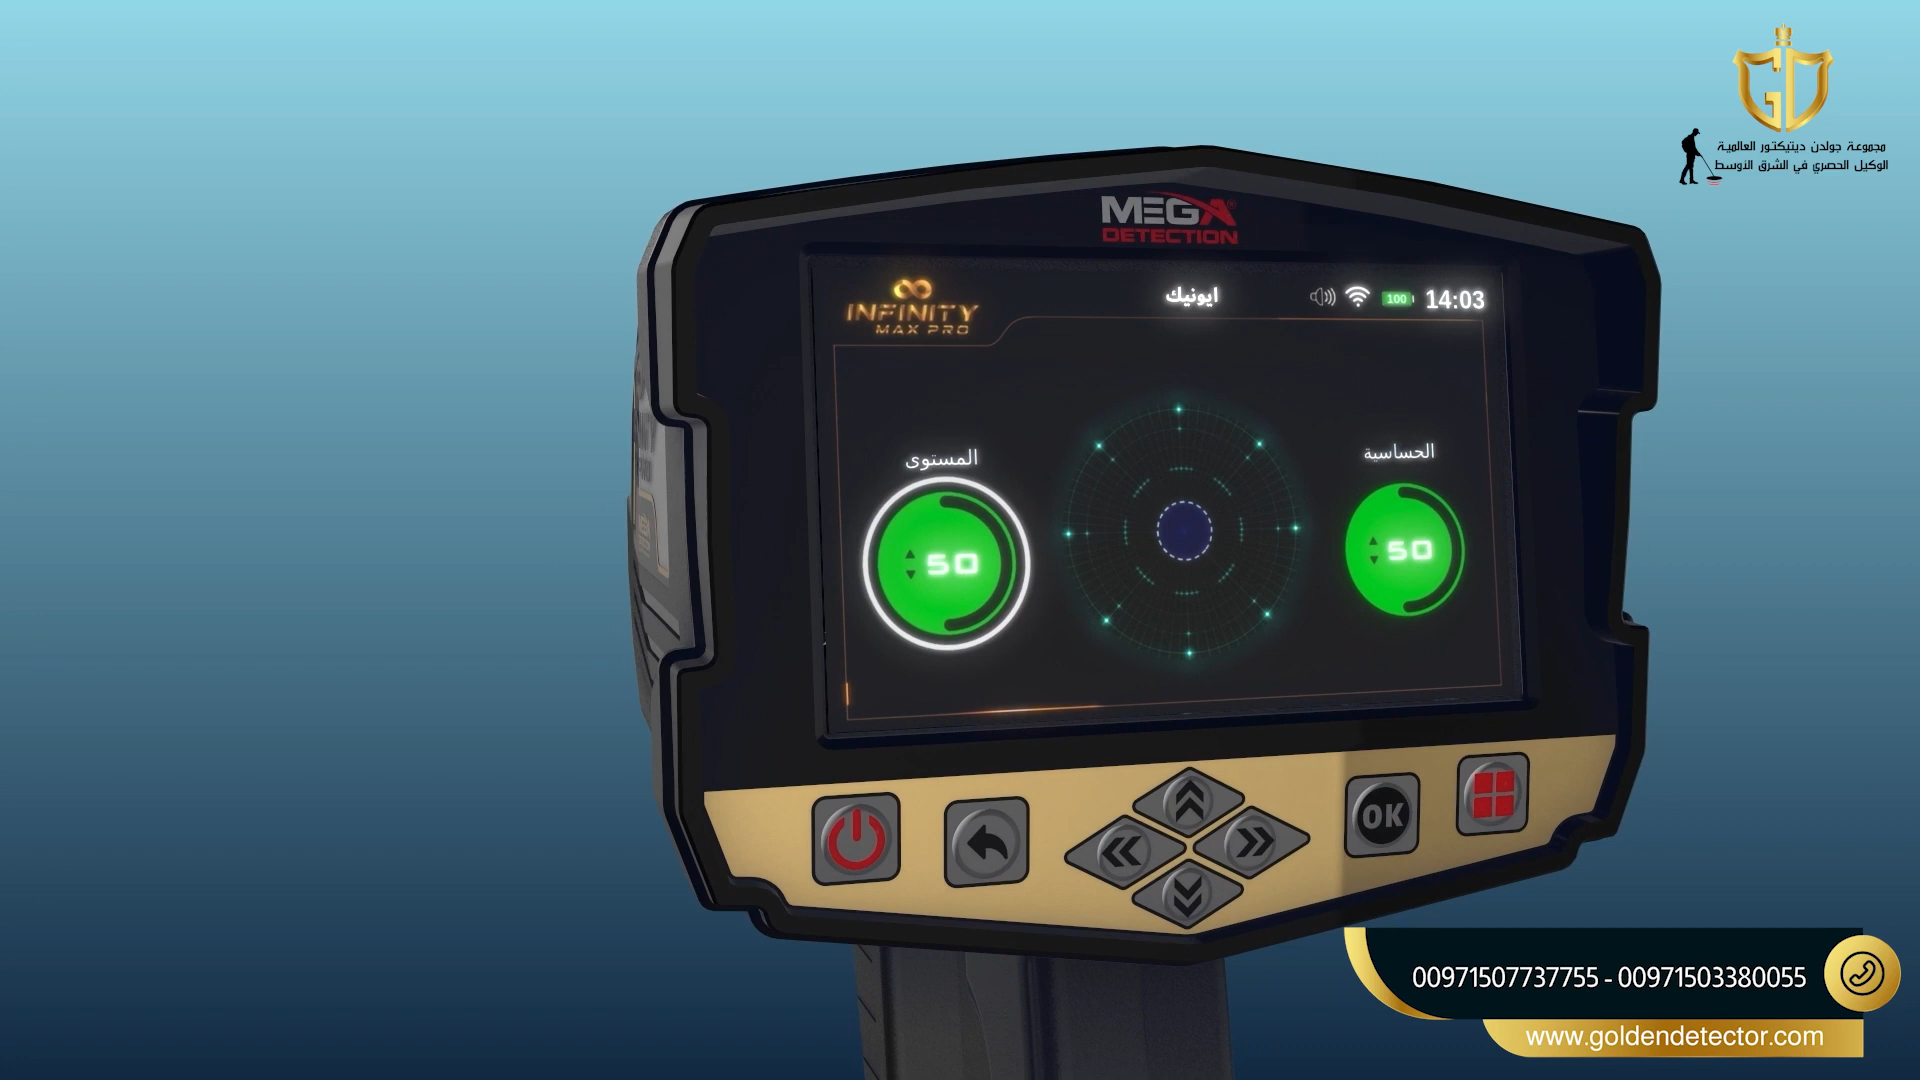 مجموعة جولدن ديتيكتور العالمية
الوكيل الحصري في الشرق الأوسط
MEGA®
DETECTION
INFINITY
MAX PRO
ايونيك
100
14:03
المستوى
50
الحساسية
50
OK
00971507737755 - 00971503380055
www.goldendetector.com